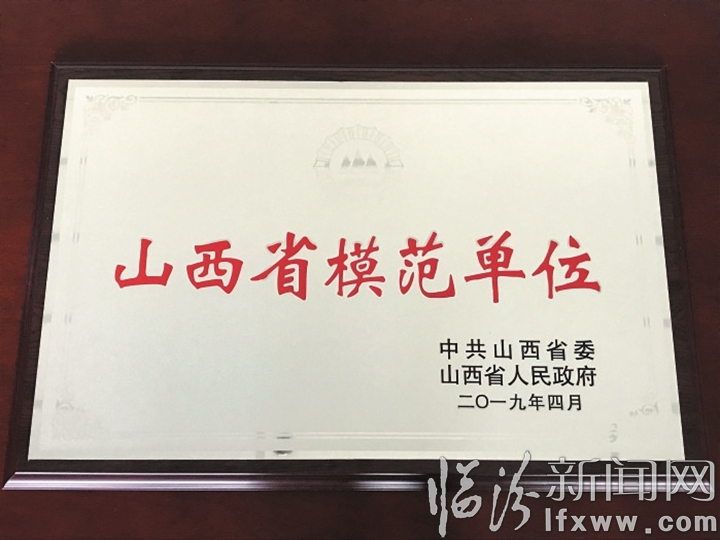 山西省模范单位
中共山西省委
山西省人民政府
二〇一九年四月
临汾新闻网
lfxww.com